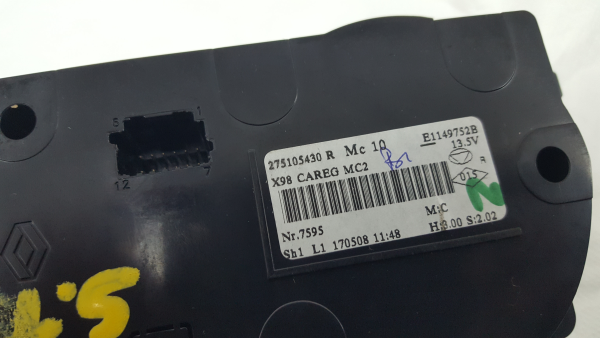 5 1
12 7
275105430 R Mc 10 E1149752B
13.5V
X98 CAREG MC2
R
015
N
Nr.7595 M:C
Sh1 L1 170508 11:48 H:3.00 S:2.02